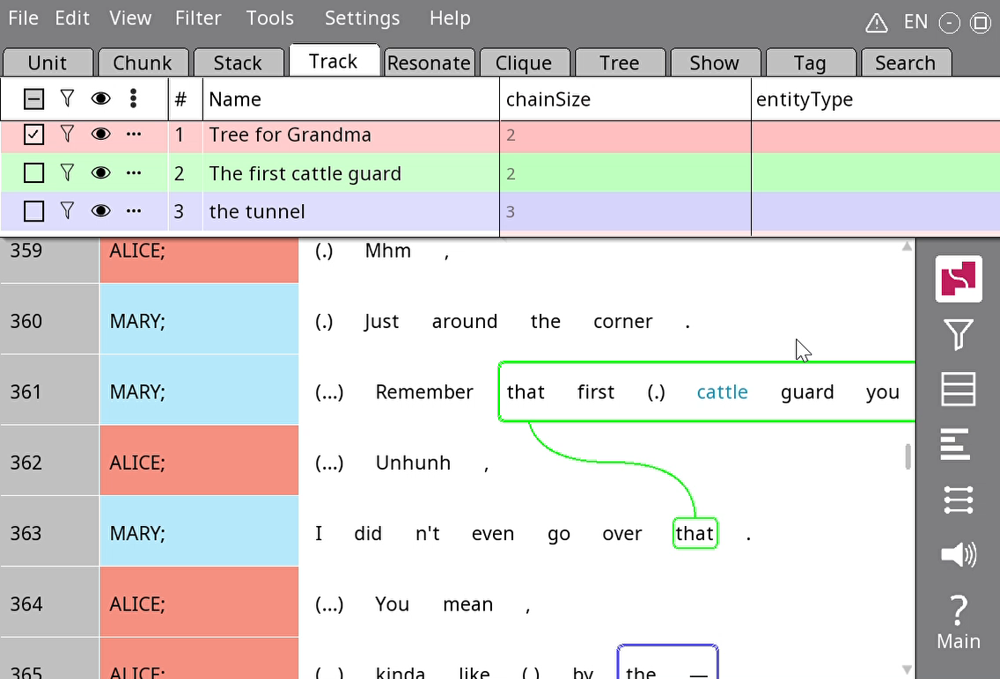 File Edit View Filter Tools Settings Help EN
Unit Chunk Stack Track Resonate Clique Tree Show Tag Search
# Name chainSize entityType
1 Tree for Grandma 2
2 The first cattle guard 2
3 the tunnel 3
359 ALICE; (.) Mhm ,
360 MARY; (.) Just around the corner .
361 MARY; (...) Remember that first (.) cattle guard you
362 ALICE; (...) Unhunh ,
363 MARY; I did n't even go over that .
364 ALICE; (...) You mean ,
Main
365 ALICE; (..) kinda like (.) by the —